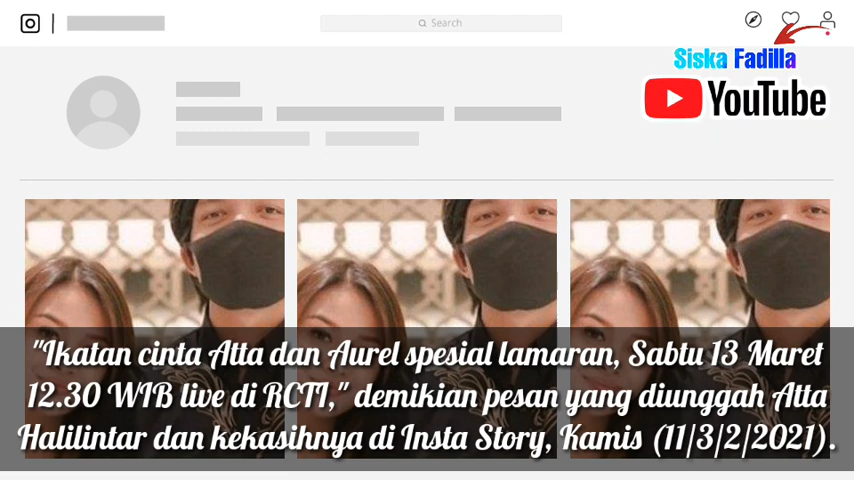 Search
Siska Fadilla
YouTube
"Ikatan cinta Atta dan Aurel spesial lamaran, Sabtu 13 Maret
12.30 WIB live di RCTI," demikian pesan yang diunggah Atta
Halilintar dan kekasihnya di Insta Story, Kamis (11/3/2/2021).